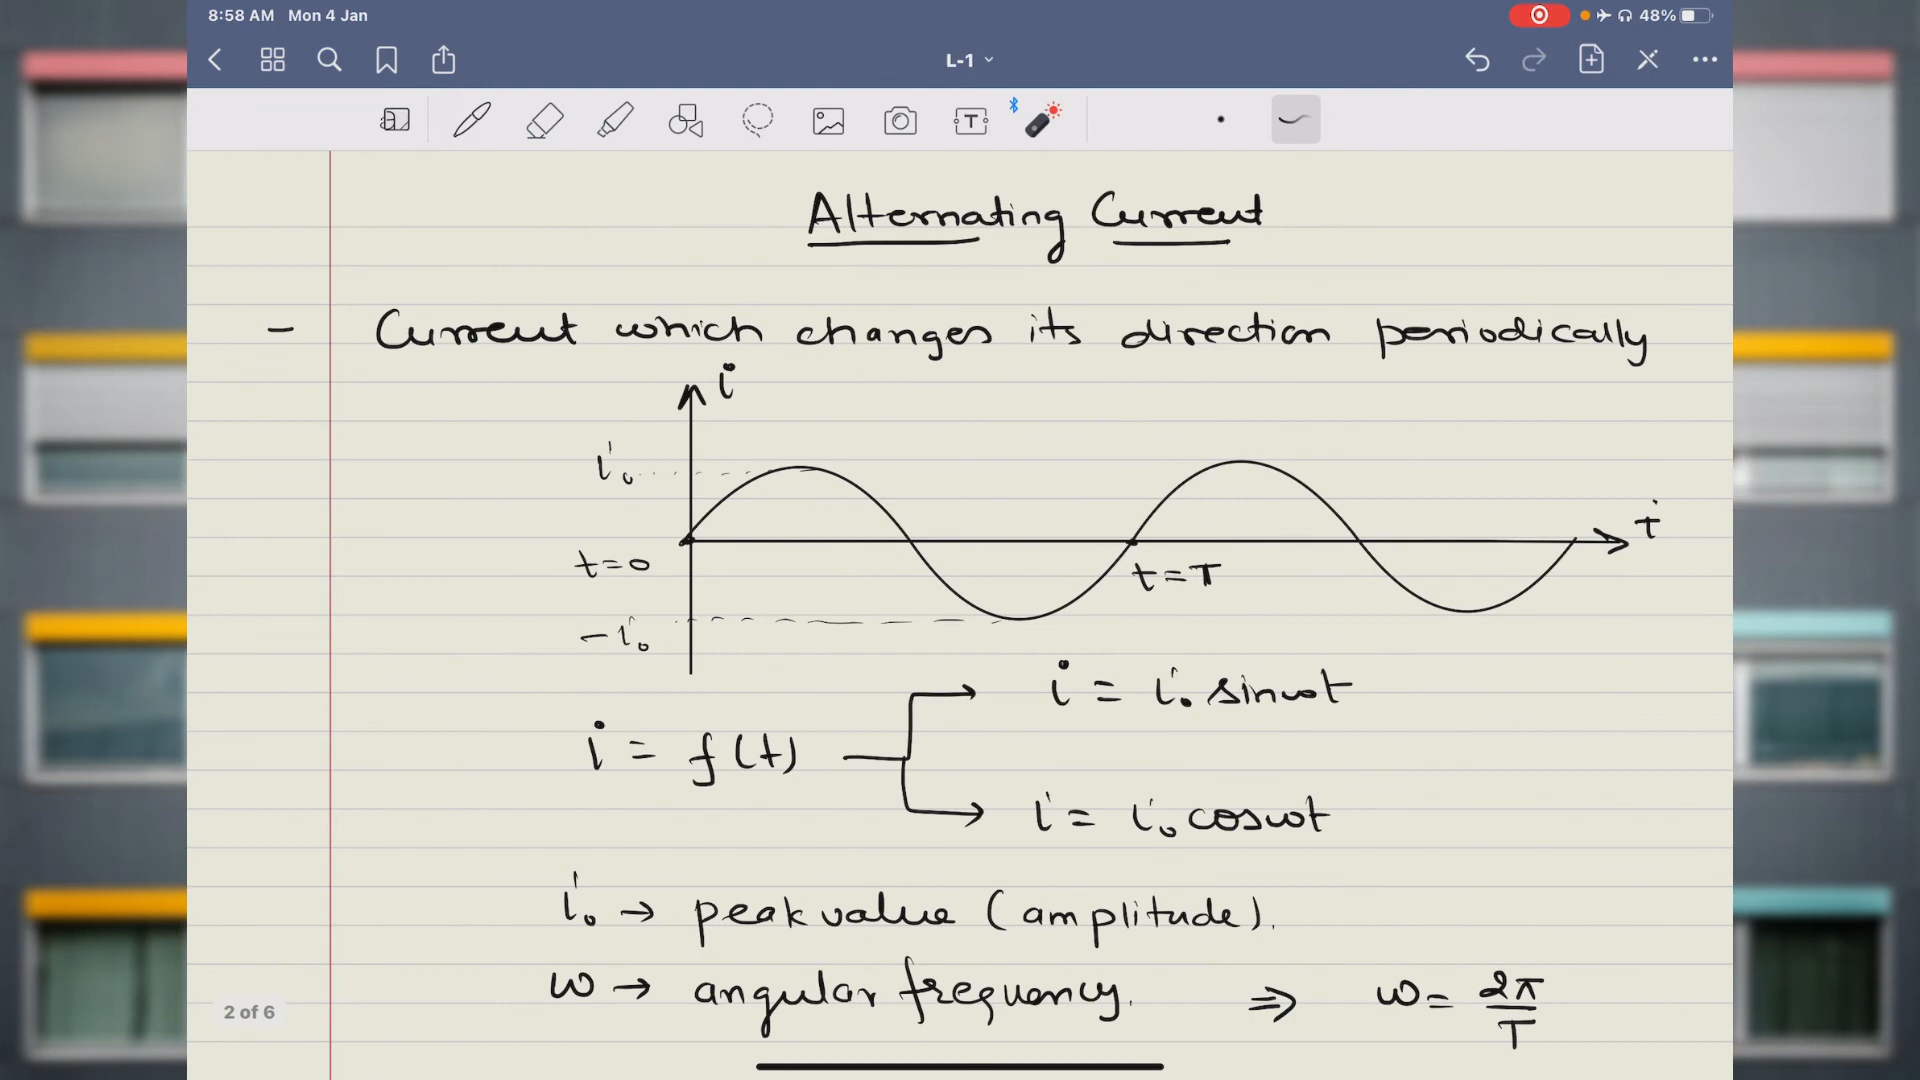 8:58 AM Mon 4 Jan
48%
L-1
T
Alternating Current
- Current which changes its direction periodically
i
i₀
t
t=0
t=T
-i₀
i = i₀ sinωt
i = f(t)
i = i₀ cosωt
i₀ → peak value (amplitude).
ω → angular frequency. ⇒ ω = 2π/T
2 of 6